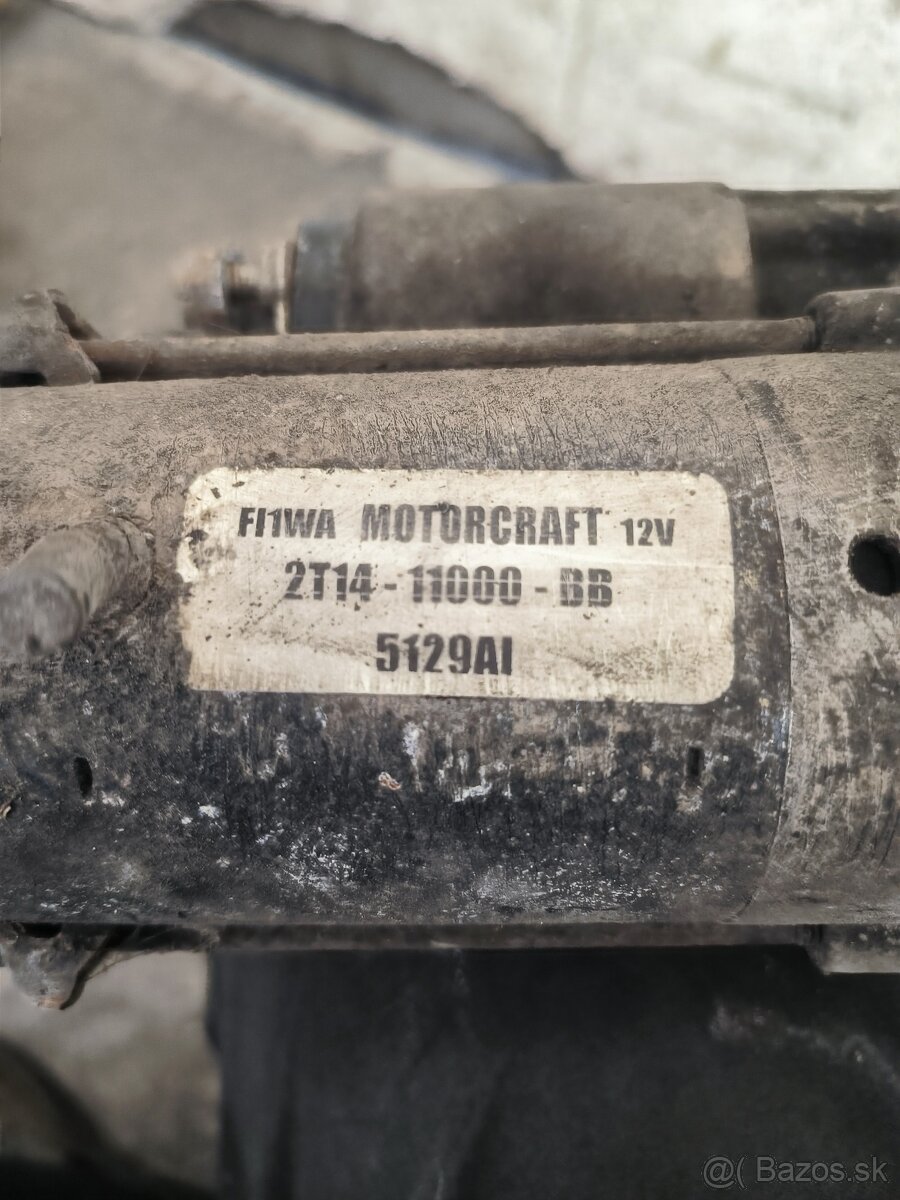 FI1WA MOTORCRAFT 12V
2T14 - 11000 - BB
5129AI
@( Bazos.sk